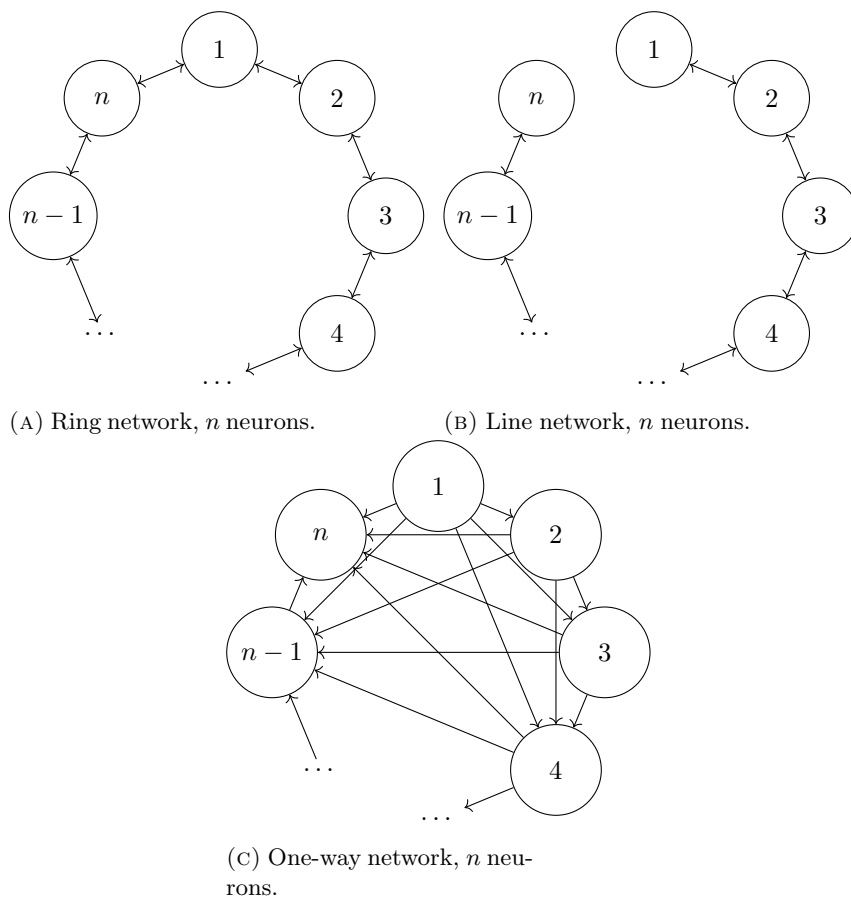 1
n
2
n − 1
3
4
...
...
(A) Ring network, n neurons.
1
n
2
n − 1
3
4
...
...
(B) Line network, n neurons.
1
n
2
n − 1
3
4
...
...
(C) One-way network, n neu-
rons.